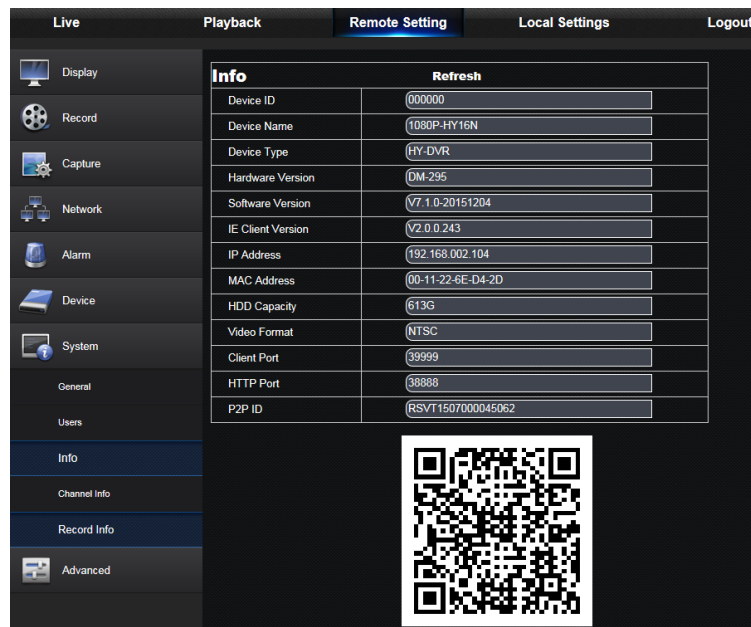 Live Playback Remote Setting Local Settings Logout
Display
Record
Capture
Network
Alarm
Device
System
General
Users
Info
Channel Info
Record Info
Advanced
Info Refresh
Device ID 000000
Device Name 1080P-HY16N
Device Type HY-DVR
Hardware Version DM-295
Software Version V7.1.0-20151204
IE Client Version V2.0.0.243
IP Address 192.168.002.104
MAC Address 00-11-22-6E-D4-2D
HDD Capacity 613G
Video Format NTSC
Client Port 39999
HTTP Port 38888
P2P ID RSVT1507000045062